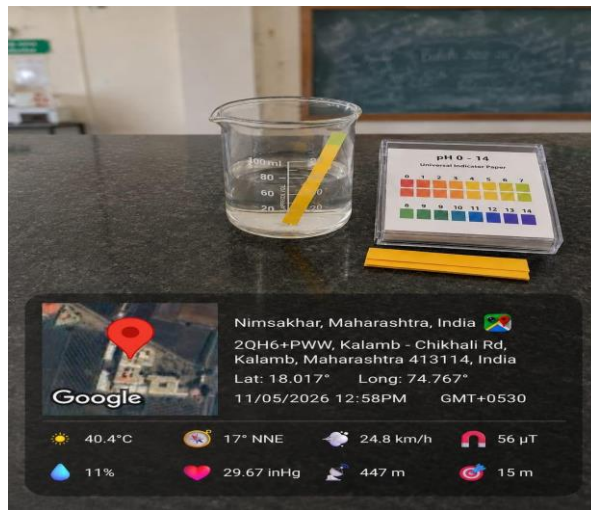 100ml
80
60
20
20
pH 0 - 14
Universal Indicator Paper
0 1 2 3 4 5 6 7
8 9 9 10 11 12 13 14
Nimsakhar, Maharashtra, India
2QH6+PWW, Kalamb - Chikhali Rd,
Kalamb, Maharashtra 413114, India
Lat: 18.017° Long: 74.767°
11/05/2026 12:58PM GMT+0530
Google
40.4°C 17° NNE 24.8 km/h 56 µT
11% 29.67 inHg 447 m 15 m